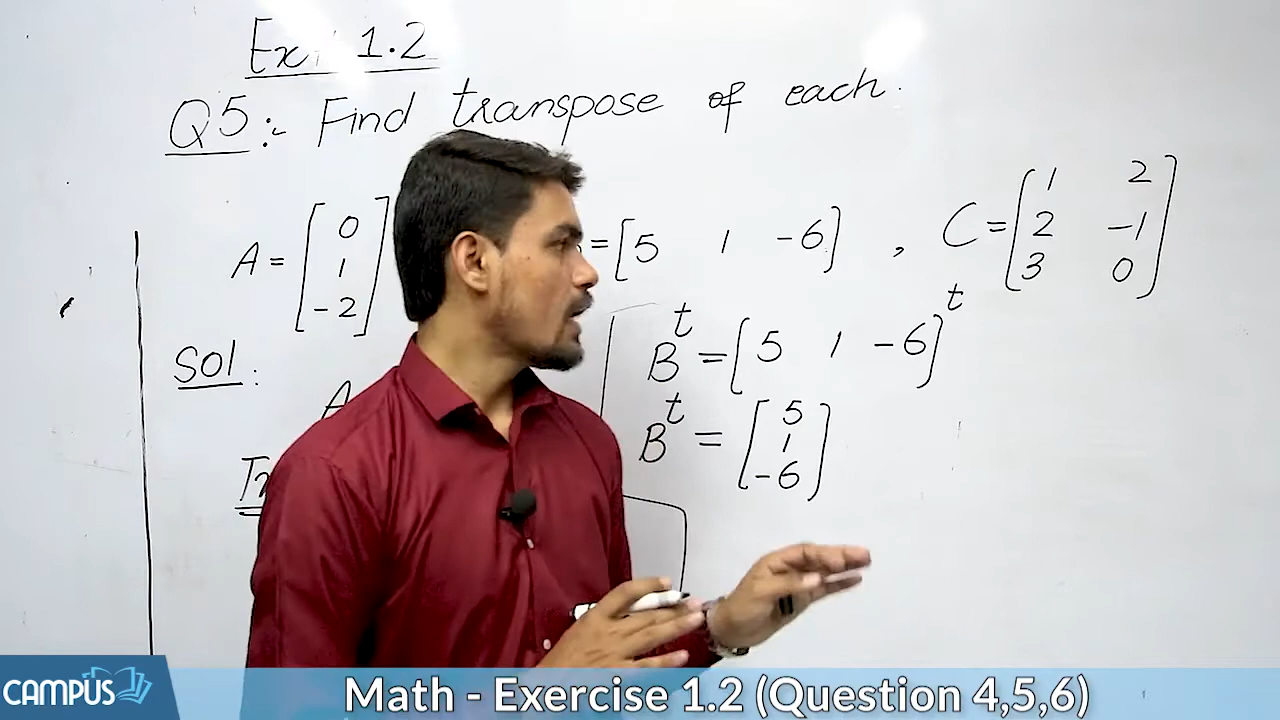 Ex: 1.2
Q5:- Find transpose of each.
A = [0 1 -2] = [5 1 -6] , C = [1 2 2 -1 3 0]
Sol:
B^t = [5 1 -6]^t
B^t = [5 1 -6]
CAMPUS
Math - Exercise 1.2 (Question 4,5,6)